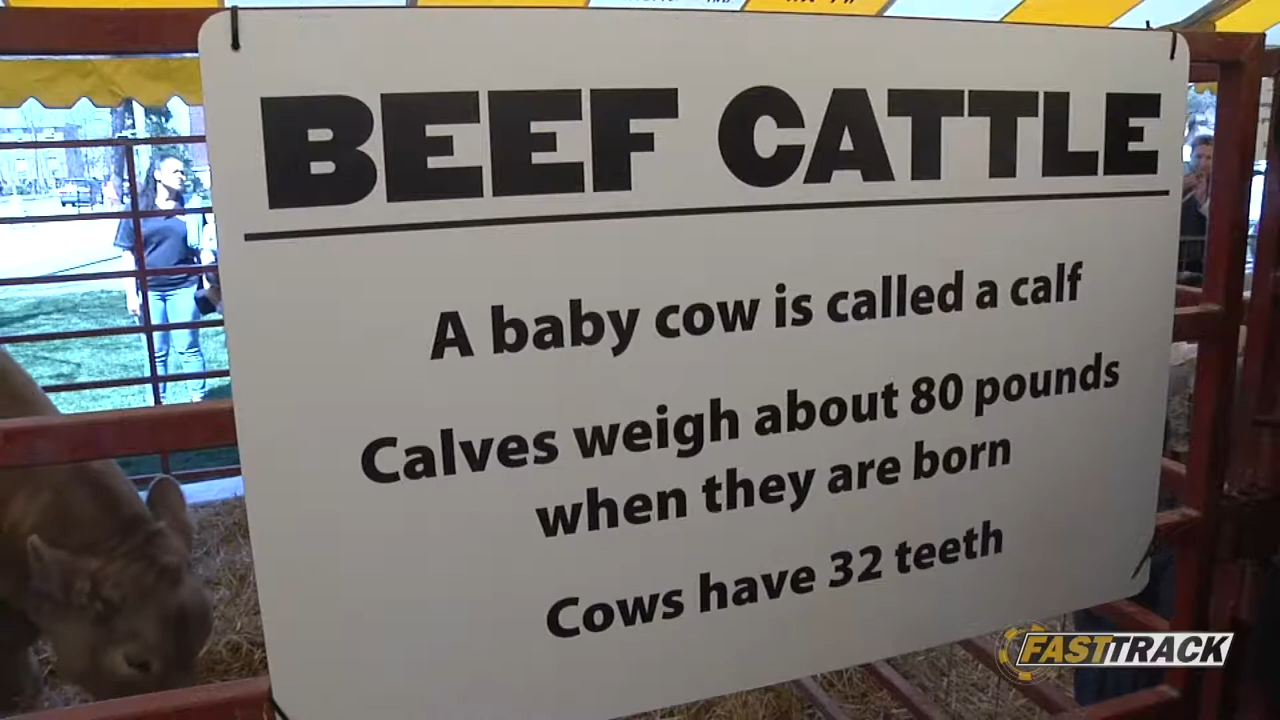 BEEF CATTLE
A baby cow is called a calf
Calves weigh about 80 pounds
when they are born
Cows have 32 teeth
FASTTRACK